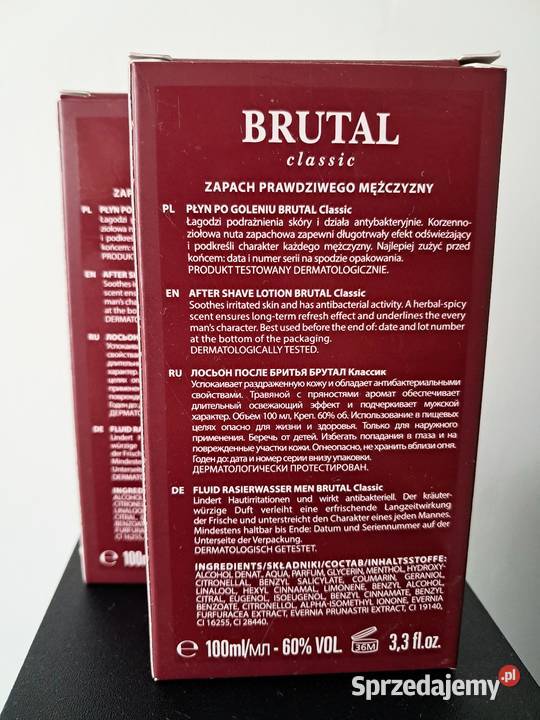 BRUTAL
classic
ZAPACH PRAWDZIWEGO MĘŻCZYZNY
PL PŁYN PO GOLENIU BRUTAL Classic
Łagodzi podrażnienia skóry i działa antybakteryjnie. Korzenno-
ziołowa nuta zapachowa zapewni długotrwały efekt odświeżający
i podkreśli charakter każdego mężczyzny. Najlepiej zużyć przed
końcem: data i numer serii na spodzie opakowania.
PRODUKT TESTOWANY DERMATOLOGICZNIE.
EN AFTER SHAVE LOTION BRUTAL Classic
Soothes irritated skin and has antibacterial activity. A herbal-spicy
scent ensures long-term refresh effect and underlines the every
man's character. Best used before the end of: date and lot number
at the bottom of the packaging.
DERMATOLOGICALLY TESTED.
RU ЛОСЬОН ПОСЛЕ БРИТЬЯ БРУТАЛ Классик
Успокаивает раздраженную кожу и обладает антибактериальными
свойствами. Травяной с пряностями аромат обеспечивает
длительный освежающий эффект и подчеркивает мужской
характер. Объем 100 мл, Креп. 60% об. Использование в пищевых
целях опасно для жизни и здоровья. Только для наружного
применения. Беречь от детей. Избегать попадания в глаза и на
поврежденные участки кожи. Огнеопасно, не хранить вблизи огня.
Годен до: дата и номер серии внизу упаковки.
ДЕРМАТОЛОГИЧЕСКИ ПРОТЕСТИРОВАН.
DE FLUID RASIERWASSER MEN BRUTAL Classic
Lindert Hautirritationen und wirkt antibakteriell. Der kräuter-
würzige Duft verleiht eine erfrischende Langzeitwirkung
der Frische und unterstreicht den Charakter eines jeden Mannes.
Mindestens haltbar bis Ende: Datum und Seriennummer auf der
Unterseite der Verpackung.
DERMATOLOGISCH GETESTET.
INGREDIENTS/SKŁADNIKI/СОСТАВ/INHALTSSTOFFE:
ALCOHOL DENAT., AQUA, PARFUM, GLYCERIN, MENTHOL, HYDROXY-
CITRONELLAL, BENZYL SALICYLATE, COUMARIN, GERANIOL,
LINALOOL, HEXYL CINNAMAL, LIMONENE, BENZYL ALCOHOL,
CITRAL, EUGENOL, ISOEUGENOL, BENZYL CINNAMATE, BENZYL
BENZOATE, CITRONELLOL, ALPHA-ISOMETHYL IONONE, EVERNIA
FURFURACEA EXTRACT, EVERNIA PRUNASTRI EXTRACT, CI 19140,
CI 16255, CI 28440.
℮ 100ml/мл - 60% VOL. 36M 3,3 fl.oz.
Sprzedajemy.pl